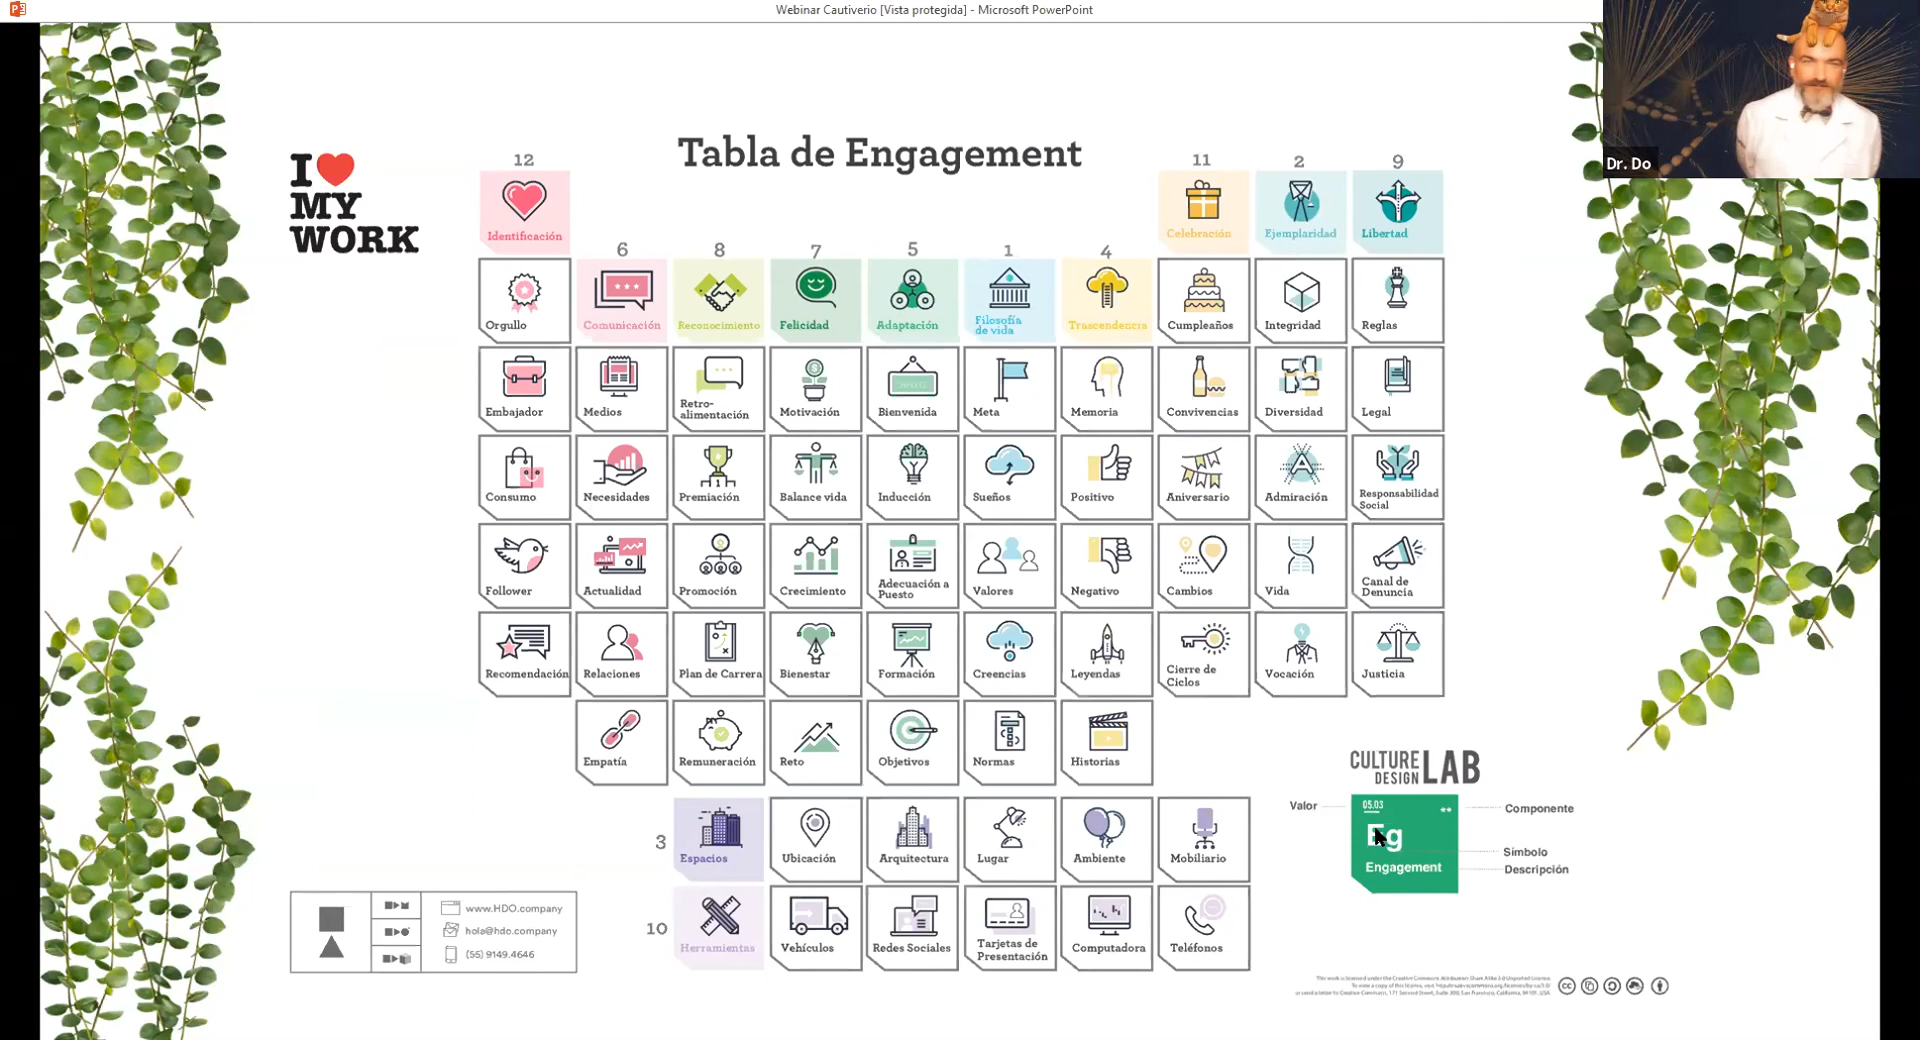 Webinar Cautiverio [Vista protegida] - Microsoft PowerPoint
Dr. Do
I
MY
WORK
Tabla de Engagement
12
11
2
9
Identificación
Celebración
Ejemplaridad
Libertad
6
8
7
5
1
4
Orgullo
Comunicación
Reconocimiento
Felicidad
Adaptación
Filosofía
de vida
Trascendencia
Cumpleaños
Integridad
Reglas
Embajador
Medios
Retro-
alimentación
Motivación
Bienvenida
Meta
Memoria
Convivencias
Diversidad
Legal
Consumo
Necesidades
Premiación
Balance vida
Inducción
Sueños
Positivo
Aniversario
Admiración
Responsabilidad
Social
Follower
Actualidad
Promoción
Crecimiento
Adecuación a
Puesto
Valores
Negativo
Cambios
Vida
Canal de
Denuncia
Recomendación
Relaciones
Plan de Carrera
Bienestar
Formación
Creencias
Leyendas
Cierre de
Ciclos
Vocación
Justicia
Empatía
Remuneración
Reto
Objetivos
Normas
Historias
3
Espacios
Ubicación
Arquitectura
Lugar
Ambiente
Mobiliario
10
Herramientas
Vehículos
Redes Sociales
Tarjetas de
Presentación
Computadora
Teléfonos
CULTURE
DESIGN LAB
Valor
05.03
Componente
Eg
Símbolo
Engagement
Descripción
www.HDO.company
hola@hdo.company
(55) 9149.4646